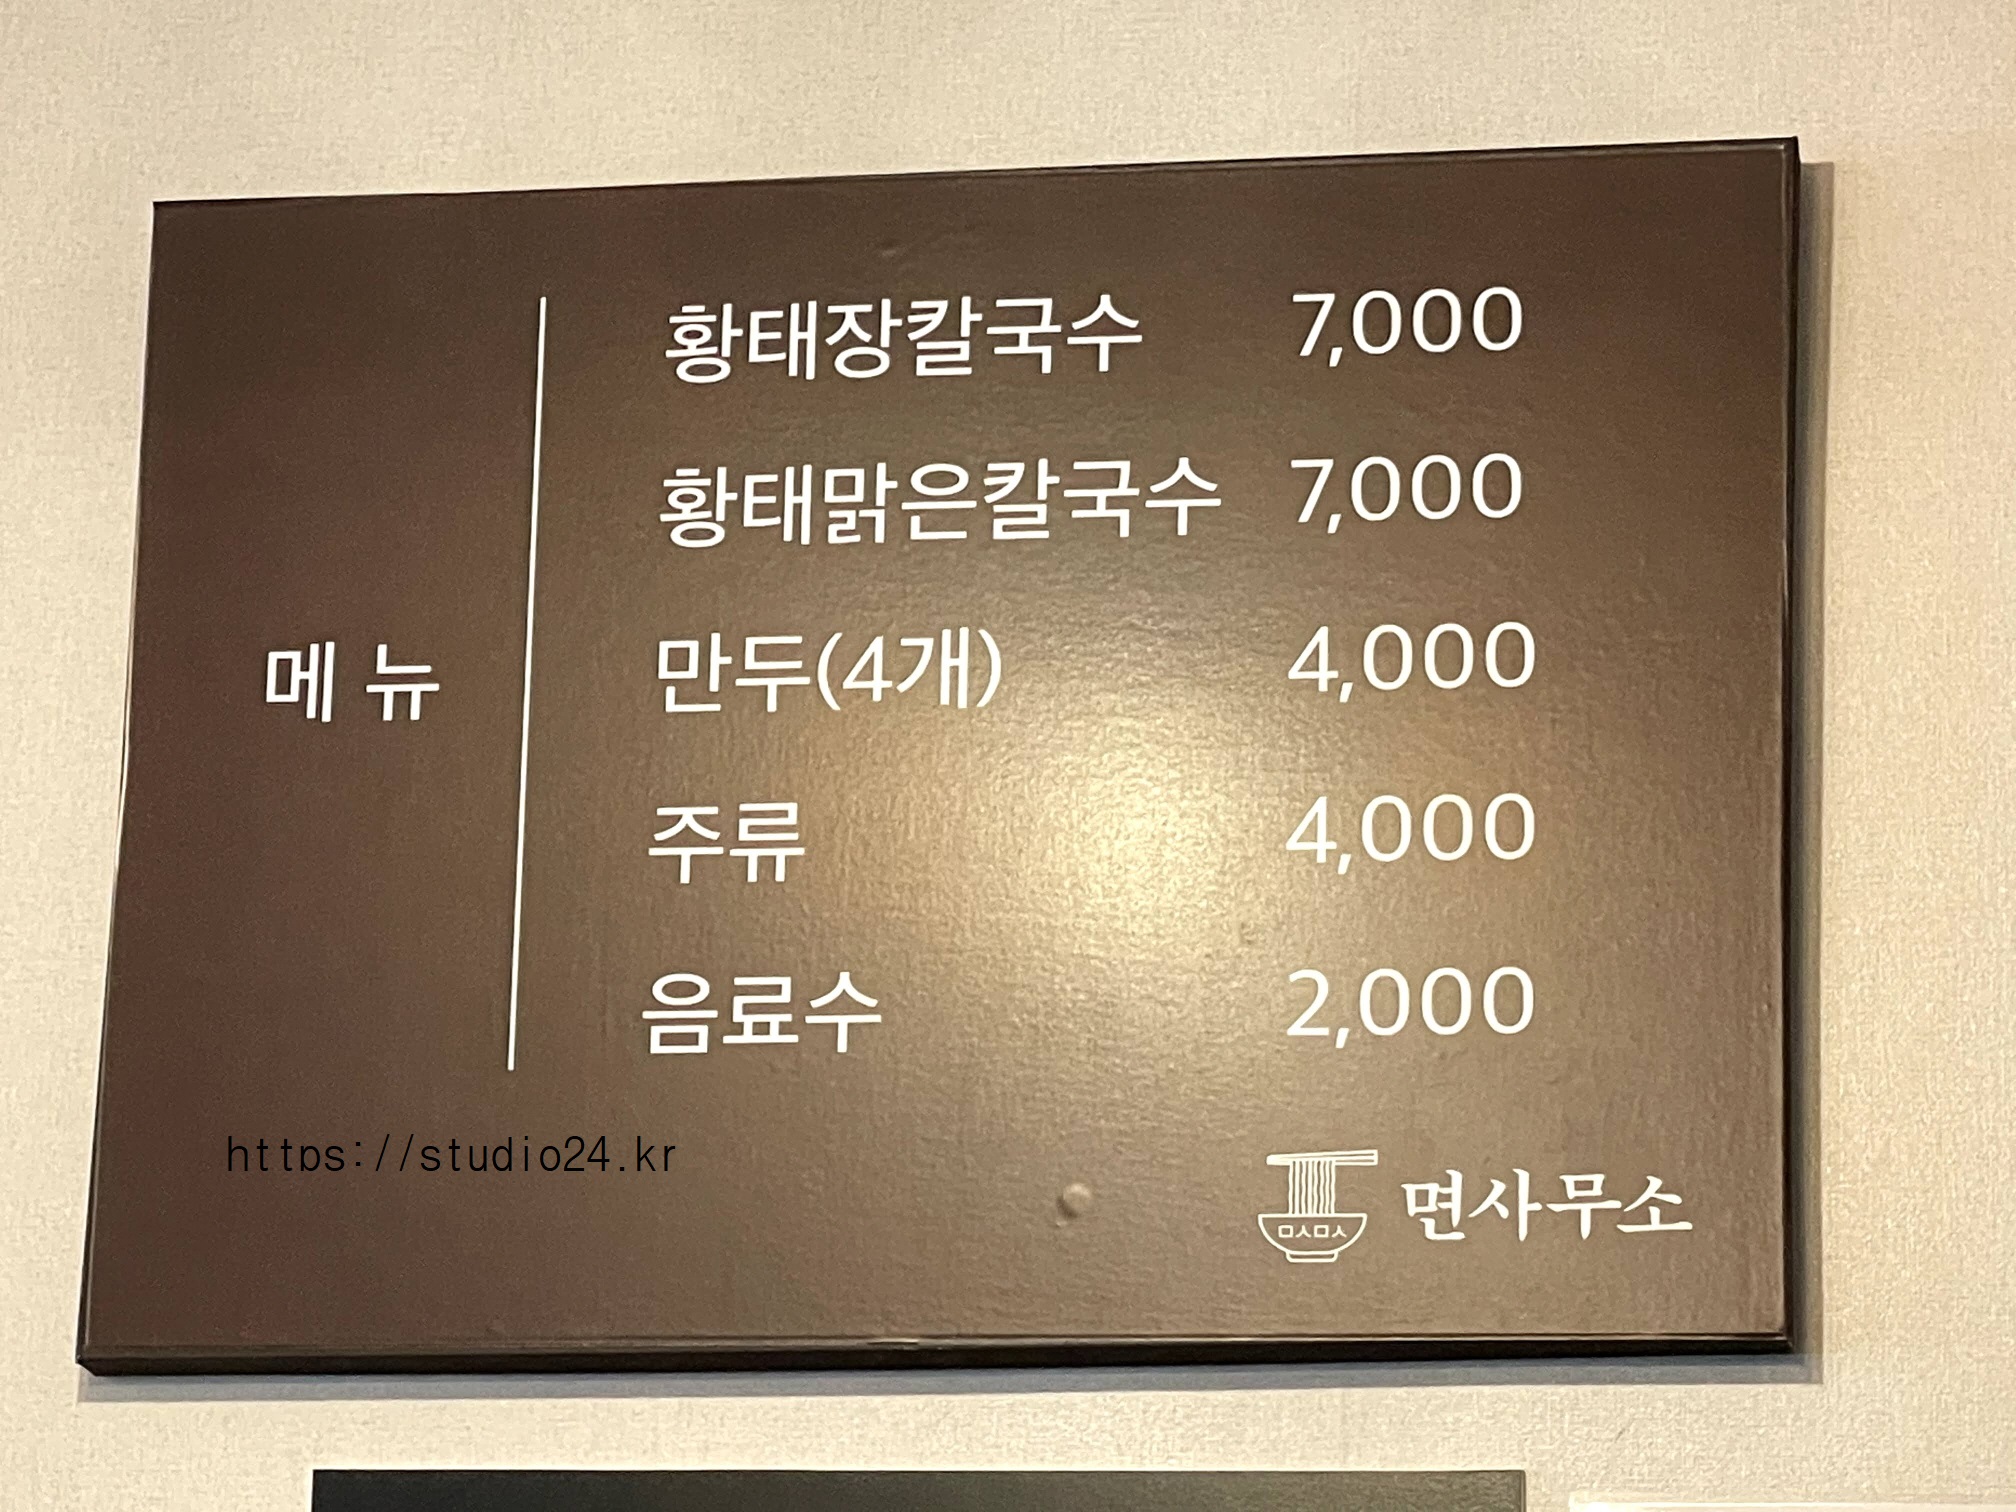 메뉴
황태장칼국수 7,000
황태맑은칼국수 7,000
만두(4개) 4,000
주류 4,000
음료수 2,000
https://studio24.kr
ㅁㅅㅁㅅ 면사무소